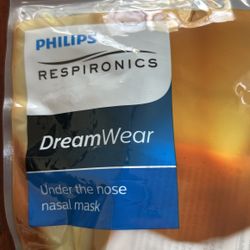 PHILIPS
RESPIRONICS
DreamWear
Under the nose
nasal mask